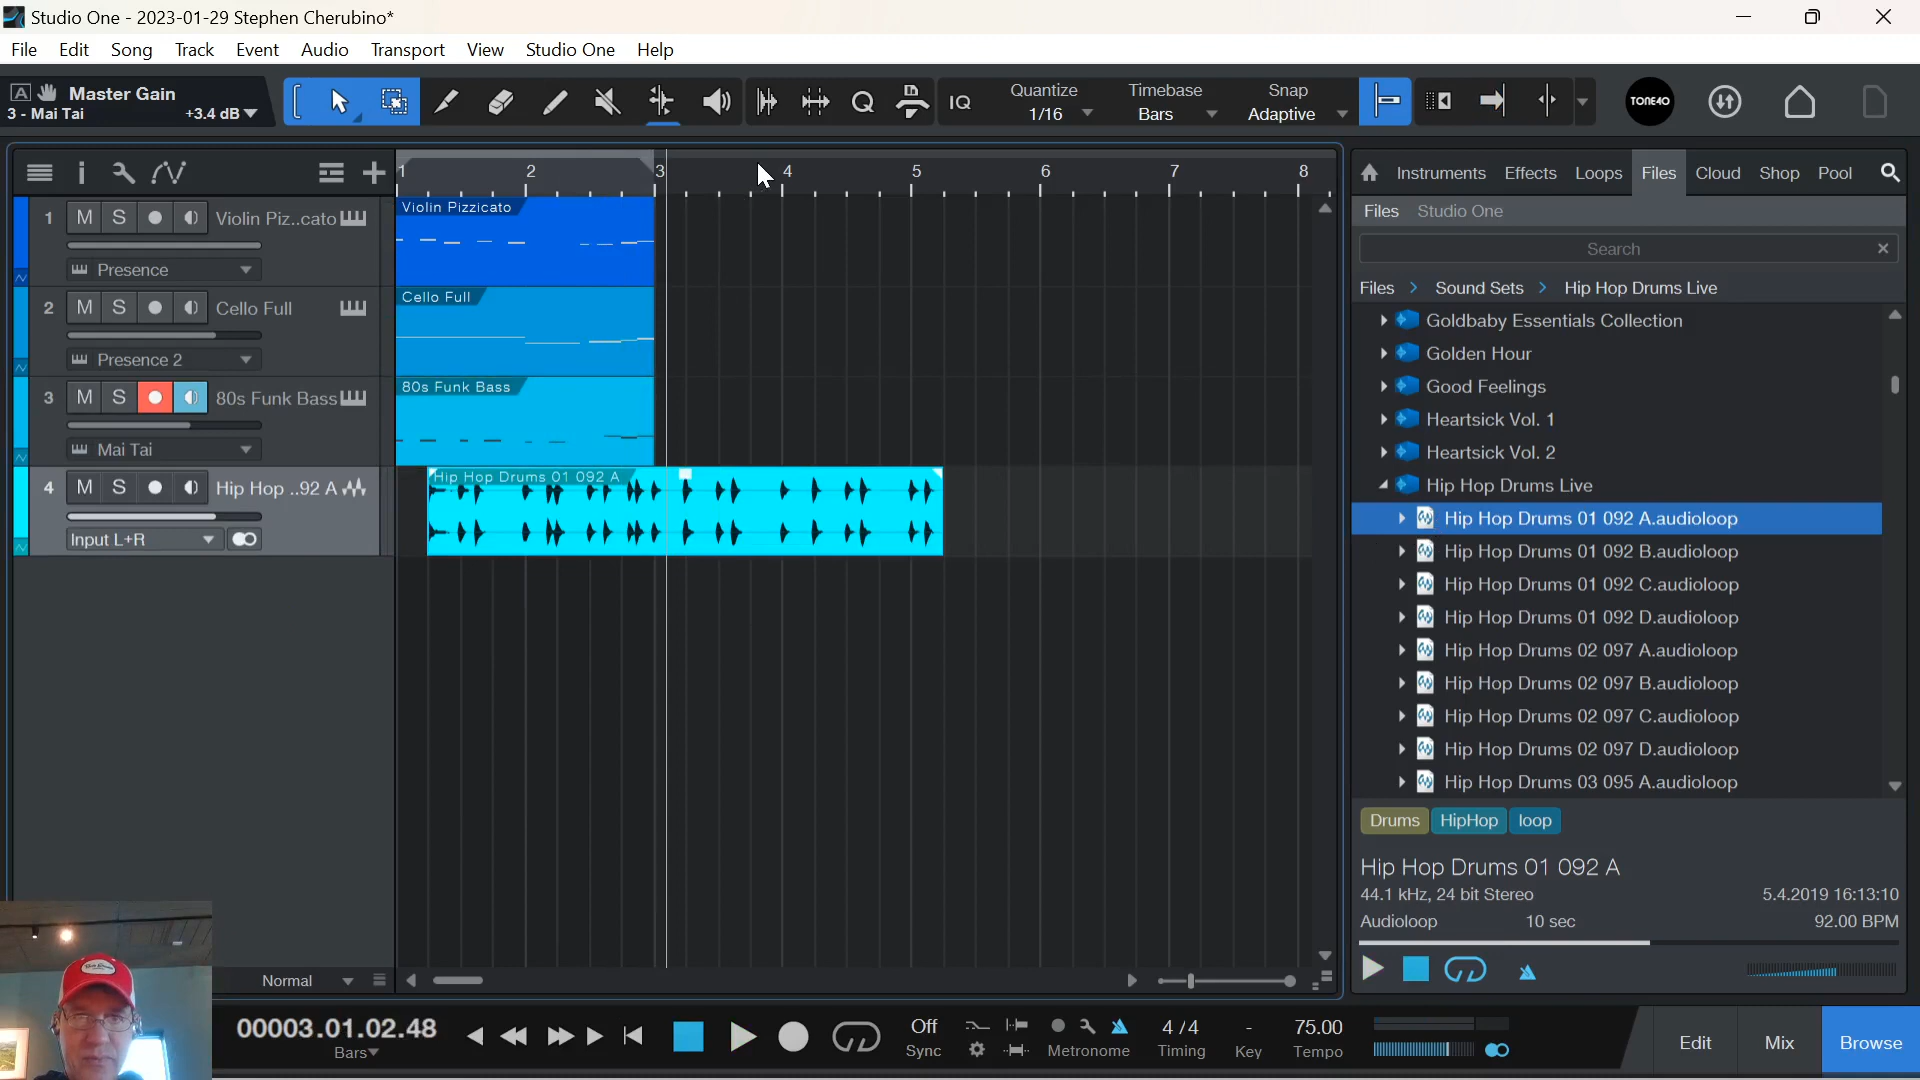 Studio One - 2023-01-29 Stephen Cherubino*
File Edit Song Track Event Audio Transport View Studio One Help
A Master Gain
3 - Mai Tai +3.4 dB
IQ
Quantize
1/16
Timebase
Bars
Snap
Adaptive
TONE40
1 2 3 4 5 6 7 8
1 M S Violin Piz..cato
Presence
2 M S Cello Full
Presence 2
3 M S 80s Funk Bass
Mai Tai
4 M S Hip Hop ..92 A
Input L+R
Violin Pizzicato
Cello Full
80s Funk Bass
Hip Hop Drums 01 092 A
Normal
Instruments Effects Loops Files Cloud Shop Pool
Files Studio One
Search
Files > Sound Sets > Hip Hop Drums Live
Goldbaby Essentials Collection
Golden Hour
Good Feelings
Heartsick Vol. 1
Heartsick Vol. 2
Hip Hop Drums Live
Hip Hop Drums 01 092 A.audioloop
Hip Hop Drums 01 092 B.audioloop
Hip Hop Drums 01 092 C.audioloop
Hip Hop Drums 01 092 D.audioloop
Hip Hop Drums 02 097 A.audioloop
Hip Hop Drums 02 097 B.audioloop
Hip Hop Drums 02 097 C.audioloop
Hip Hop Drums 02 097 D.audioloop
Hip Hop Drums 03 095 A.audioloop
Drums HipHop loop
Hip Hop Drums 01 092 A
44.1 kHz, 24 bit Stereo 5.4.2019 16:13:10
Audioloop 10 sec 92.00 BPM
00003.01.02.48
Bars
Off
Sync
Metronome
4 / 4
Timing
-
Key
75.00
Tempo
Edit Mix Browse